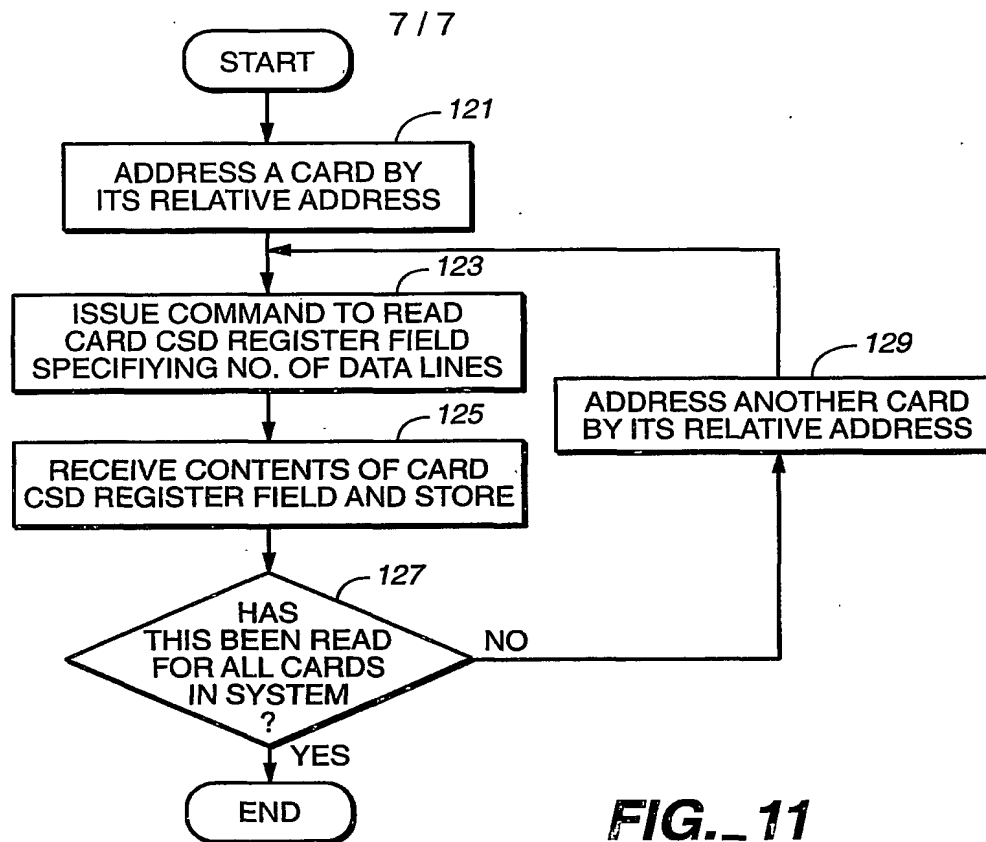 7 / 7
START
121
ADDRESS A CARD BY
ITS RELATIVE ADDRESS
123
ISSUE COMMAND TO READ
CARD CSD REGISTER FIELD
SPECIFIYING NO. OF DATA LINES
129
ADDRESS ANOTHER CARD
BY ITS RELATIVE ADDRESS
125
RECEIVE CONTENTS OF CARD
CSD REGISTER FIELD AND STORE
127
HAS
THIS BEEN READ
FOR ALL CARDS
IN SYSTEM
?
NO
YES
END
FIG._ 11